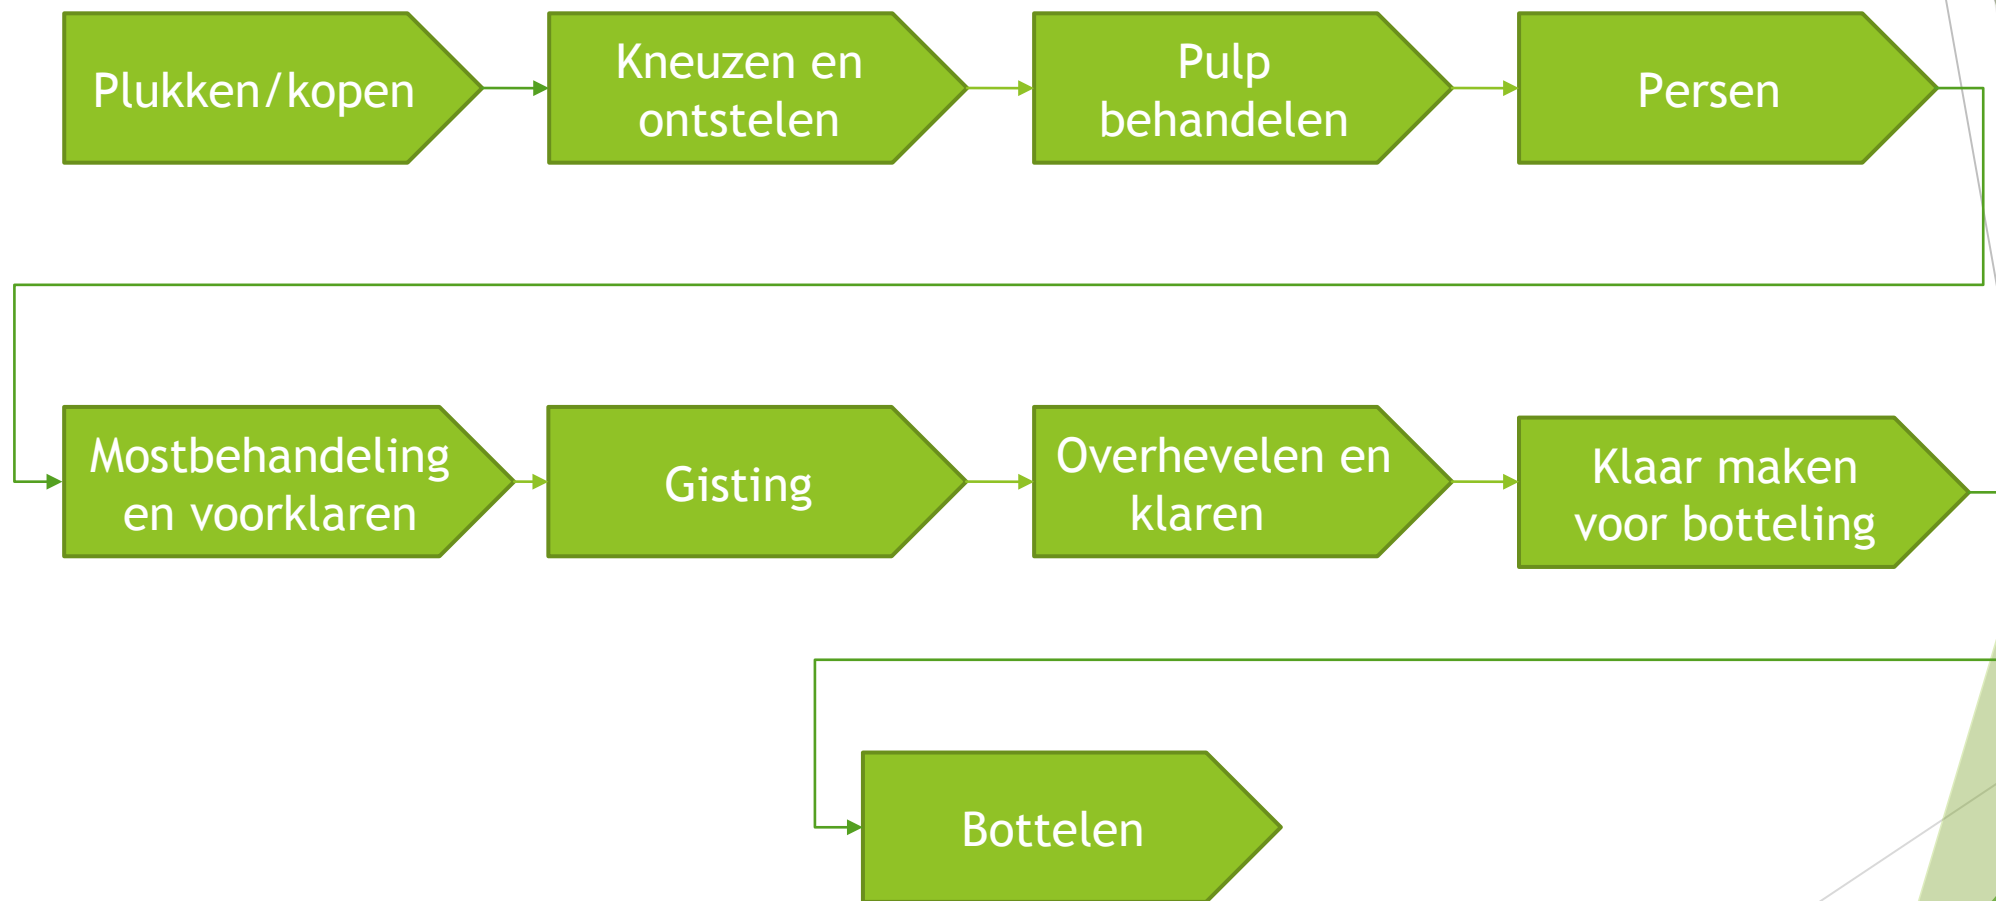 Plukken/kopen
Kneuzen en
ontstelen
Pulp
behandelen
Persen
Mostbehandeling
en voorklaren
Gisting
Overhevelen en
klaren
Klaar maken
voor botteling
Bottelen